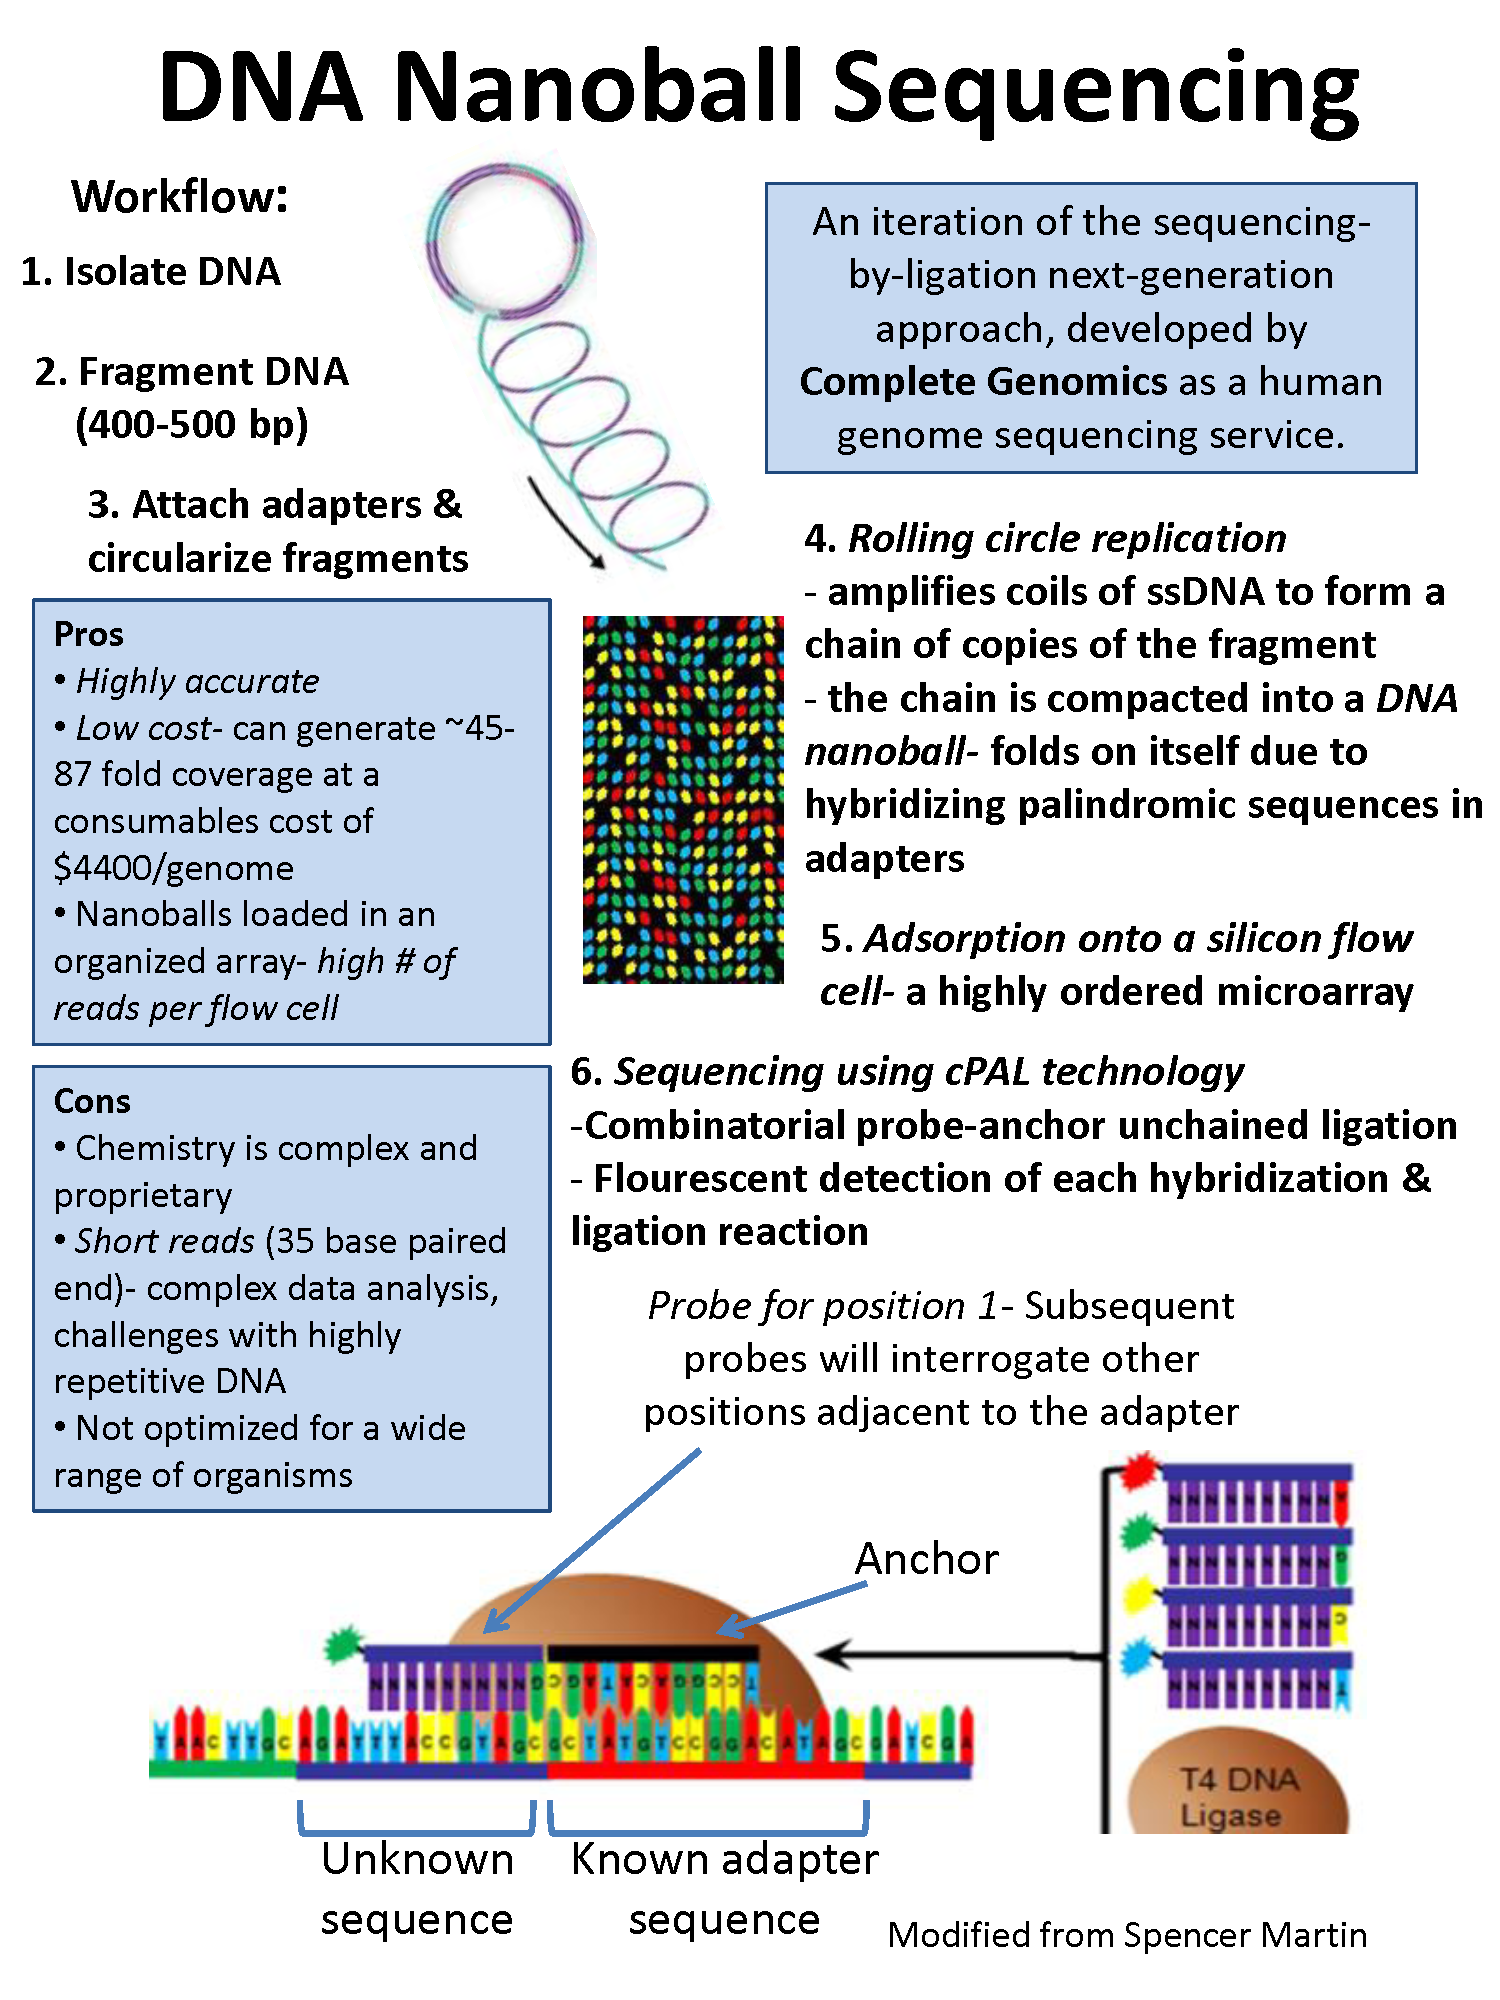 DNA Nanoball Sequencing
Workflow:
1. Isolate DNA
2. Fragment DNA
(400-500 bp)
3. Attach adapters &
circularize fragments
An iteration of the sequencing-
by-ligation next-generation
approach, developed by
Complete Genomics as a human
genome sequencing service.
4. Rolling circle replication
- amplifies coils of ssDNA to form a
chain of copies of the fragment
- the chain is compacted into a DNA
nanoball- folds on itself due to
hybridizing palindromic sequences in
adapters
5. Adsorption onto a silicon flow
cell- a highly ordered microarray
Pros
• Highly accurate
• Low cost- can generate ~45-
87 fold coverage at a
consumables cost of
$4400/genome
• Nanoballs loaded in an
organized array- high # of
reads per flow cell
Cons
• Chemistry is complex and
proprietary
• Short reads (35 base paired
end)- complex data analysis,
challenges with highly
repetitive DNA
• Not optimized for a wide
range of organisms
6. Sequencing using cPAL technology
-Combinatorial probe-anchor unchained ligation
- Flourescent detection of each hybridization &
ligation reaction
Probe for position 1- Subsequent
probes will interrogate other
positions adjacent to the adapter
Anchor
NNNNNNNNNA
NNNNNNNNNG
NNNNNNNNNC
NNNNNNNNNT
TAACTTGCAGATTTACCGTAGCGCTATGTCCGGACATAGCGATCGA
T4 DNA
Ligase
Unknown
sequence
Known adapter
sequence
Modified from Spencer Martin